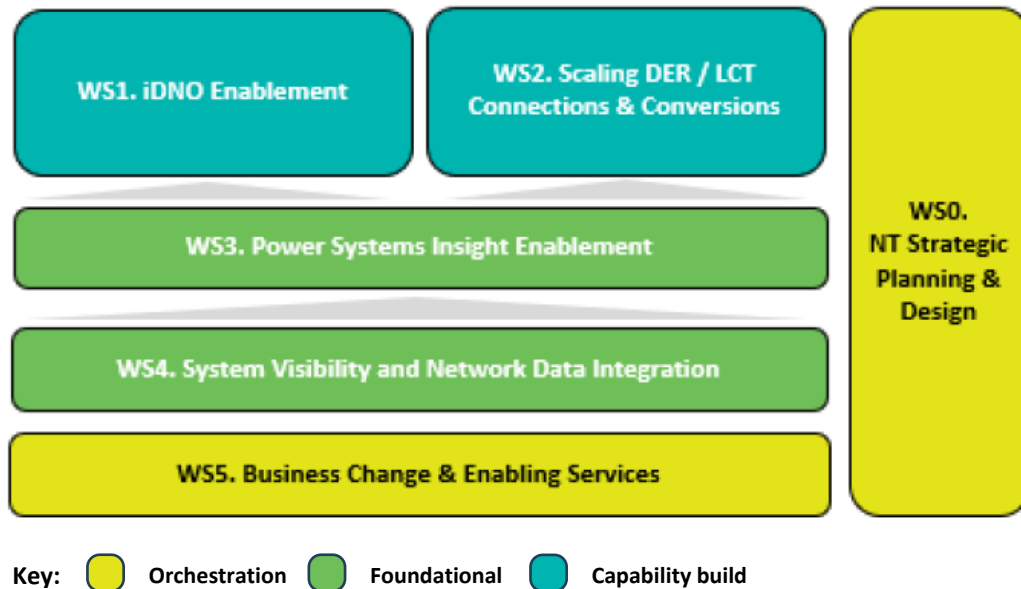 WS1. iDNO Enablement
WS2. Scaling DER / LCT
Connections & Conversions
WS0.
NT Strategic
Planning &
Design
WS3. Power Systems Insight Enablement
WS4. System Visibility and Network Data Integration
WS5. Business Change & Enabling Services
Key: Orchestration Foundational Capability build